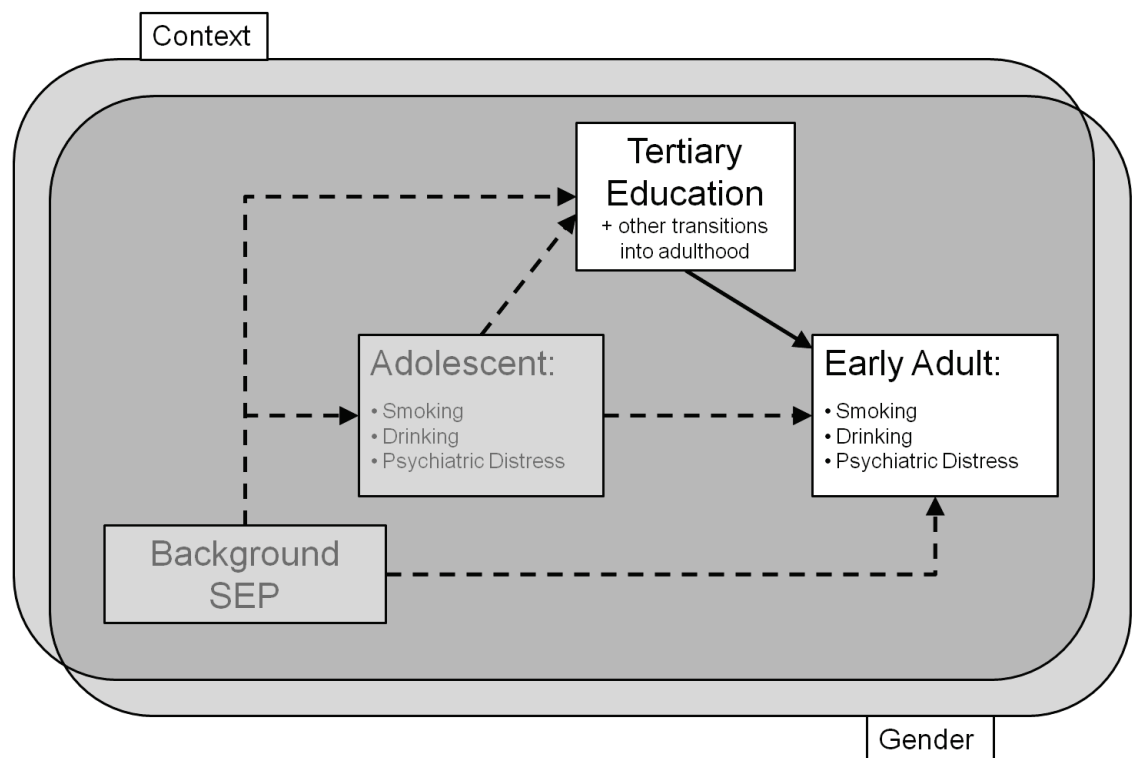 Context
Tertiary
Education
+ other transitions
into adulthood
Adolescent:
• Smoking
• Drinking
• Psychiatric Distress
Early Adult:
• Smoking
• Drinking
• Psychiatric Distress
Background
SEP
Gender